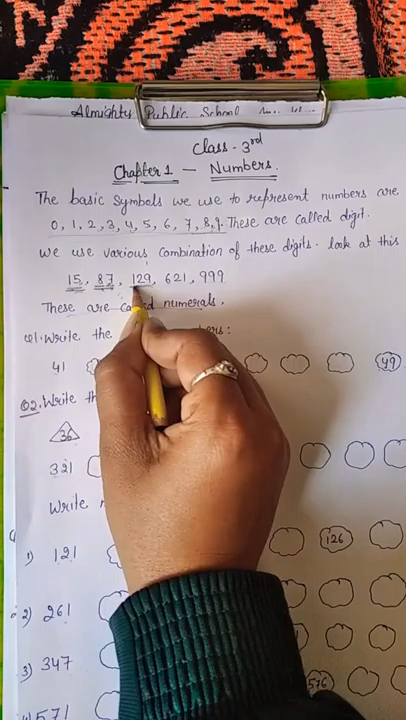 Almighty Public School
Class - 3rd
Chapter 1 - Numbers.
The basic Symbols we use to represent numbers are
0, 1, 2, 3, 4, 5, 6, 7, 8, 9. These are called digit.
We use various combination of these digits. look at this
15, 87, 129, 621, 999
These are called numerals.
Q1. Write the
41 49
Q2. Write th
36
321
Write
1) 121 126
2) 261
3) 347
576
571